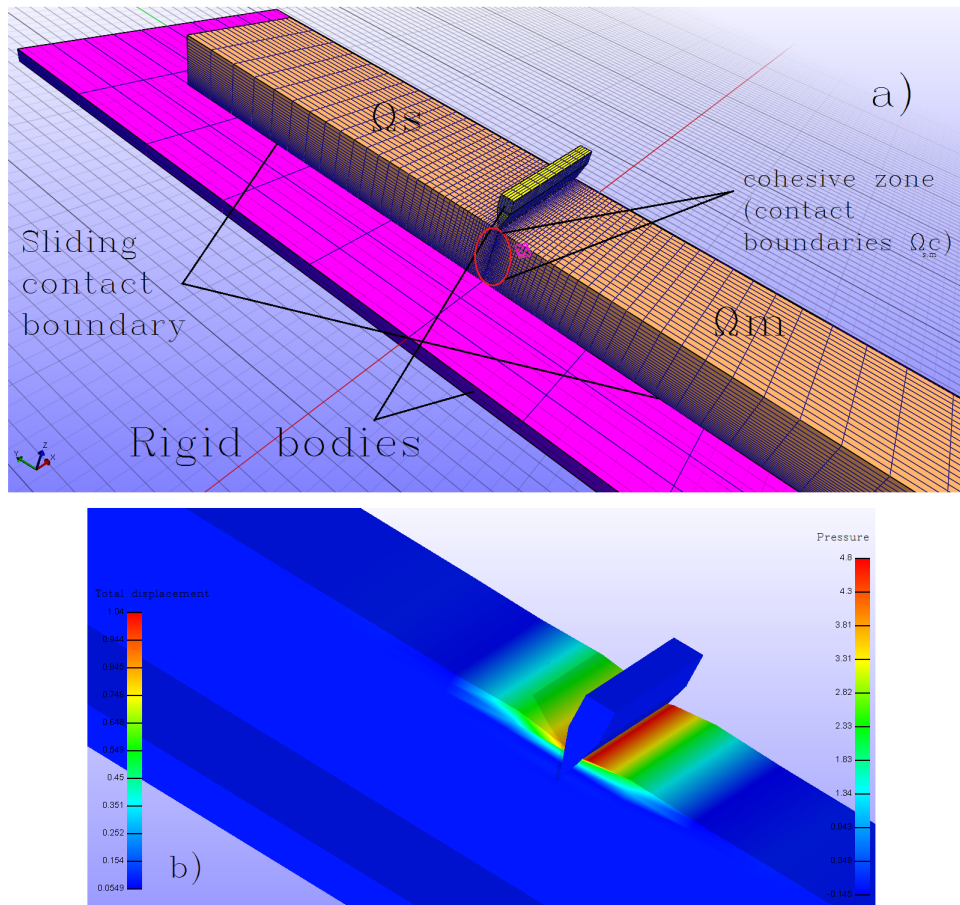 a)
Ωs
cohesive zone
(contact
boundaries Ωc)
s,m
Sliding
contact
boundary
Ωm
Rigid bodies
Z
Y
X
Pressure
4.8
4.3
3.81
3.31
2.82
2.33
1.83
1.34
0.843
0.349
-0.145
Total displacement
1.04
0.944
0.845
0.746
0.648
0.549
0.45
0.351
0.252
0.154
0.0549
b)